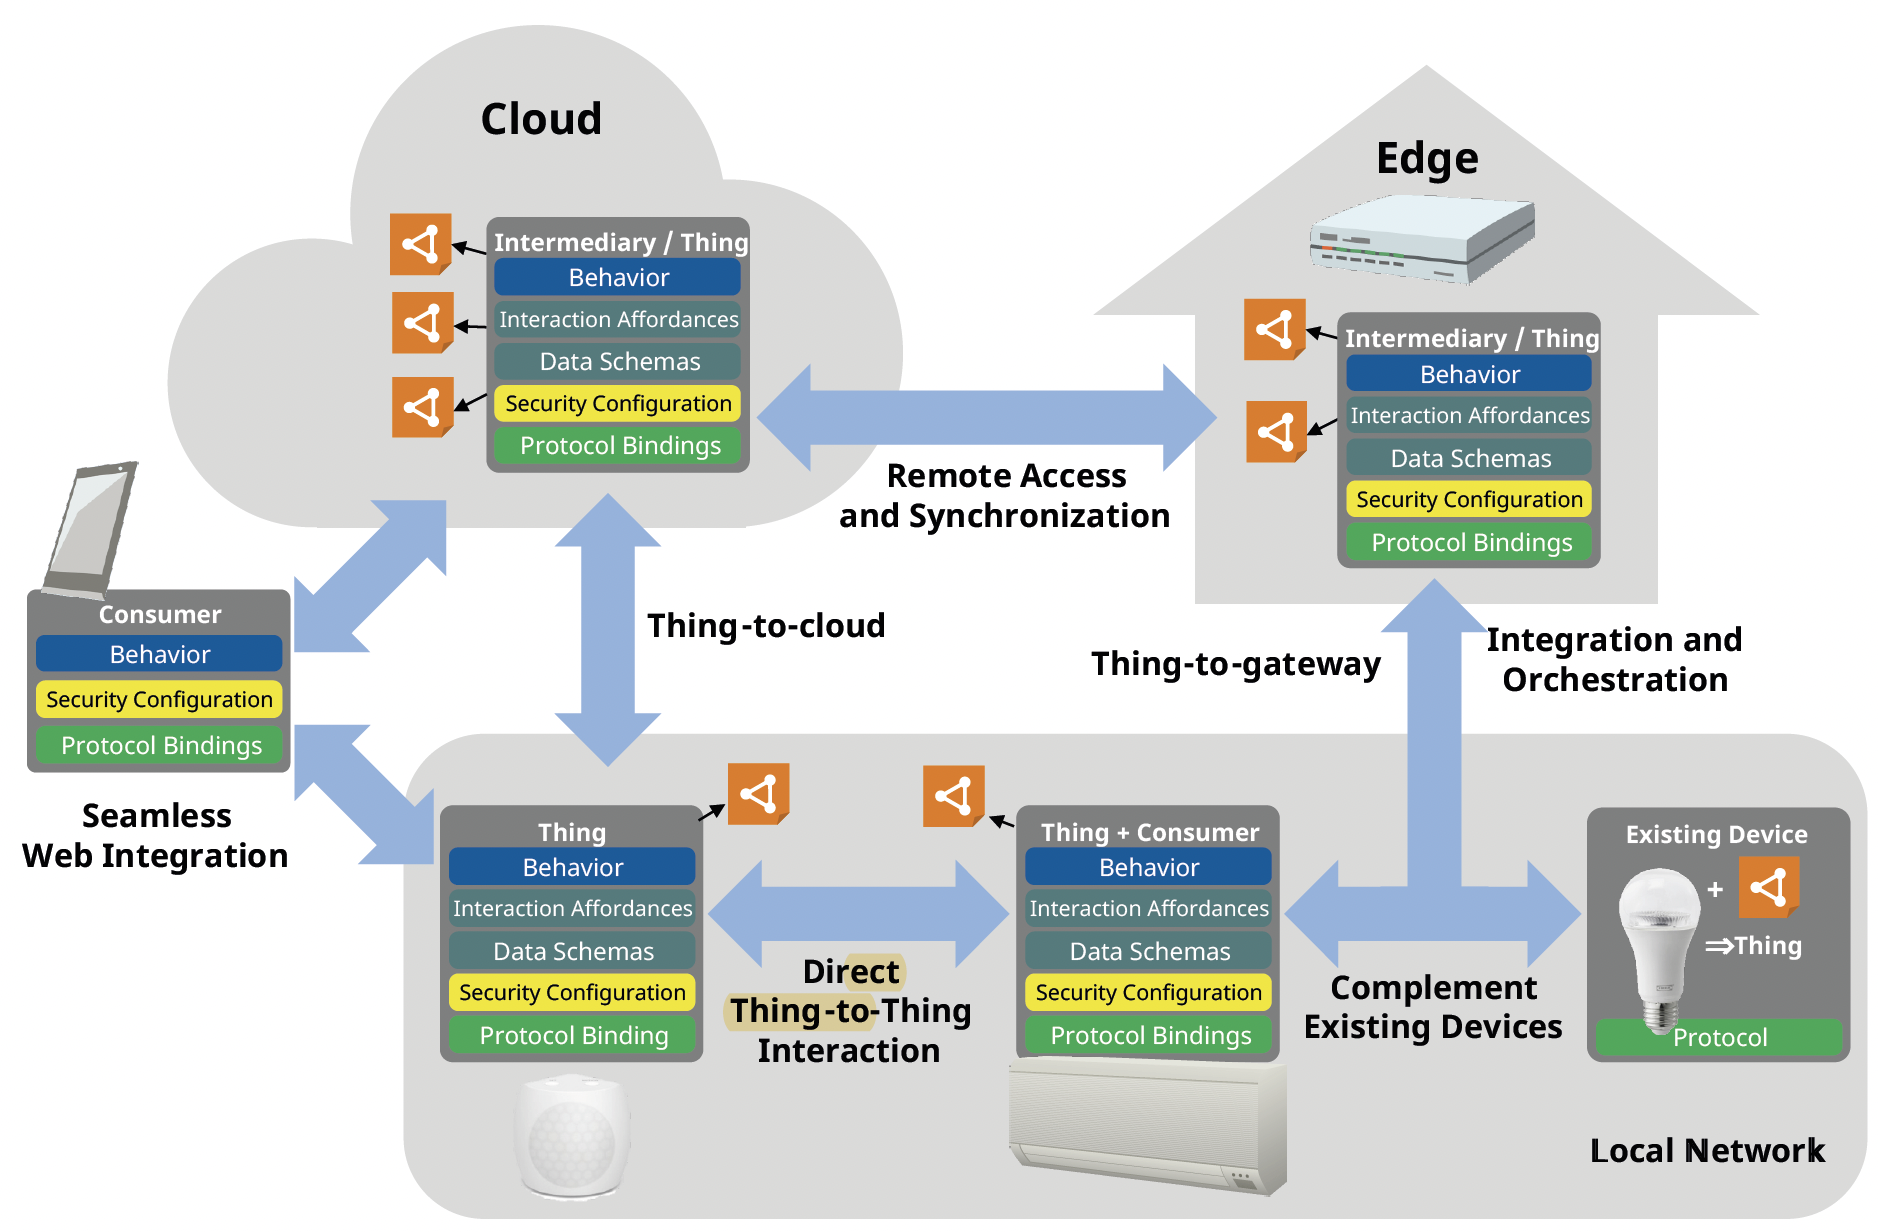 Cloud
Intermediary / Thing
Behavior
Interaction Affordances
Data Schemas
Security Configuration
Protocol Bindings
Edge
Intermediary / Thing
Behavior
Interaction Affordances
Data Schemas
Security Configuration
Protocol Bindings
Remote Access
and Synchronization
Consumer
Behavior
Security Configuration
Protocol Bindings
Seamless
Web Integration
Thing-to-cloud
Thing-to-gateway
Integration and
Orchestration
Thing
Behavior
Interaction Affordances
Data Schemas
Security Configuration
Protocol Binding
Direct
Thing-to-Thing
Interaction
Thing + Consumer
Behavior
Interaction Affordances
Data Schemas
Security Configuration
Protocol Bindings
Complement
Existing Devices
Existing Device
+
⇒Thing
Protocol
Local Network